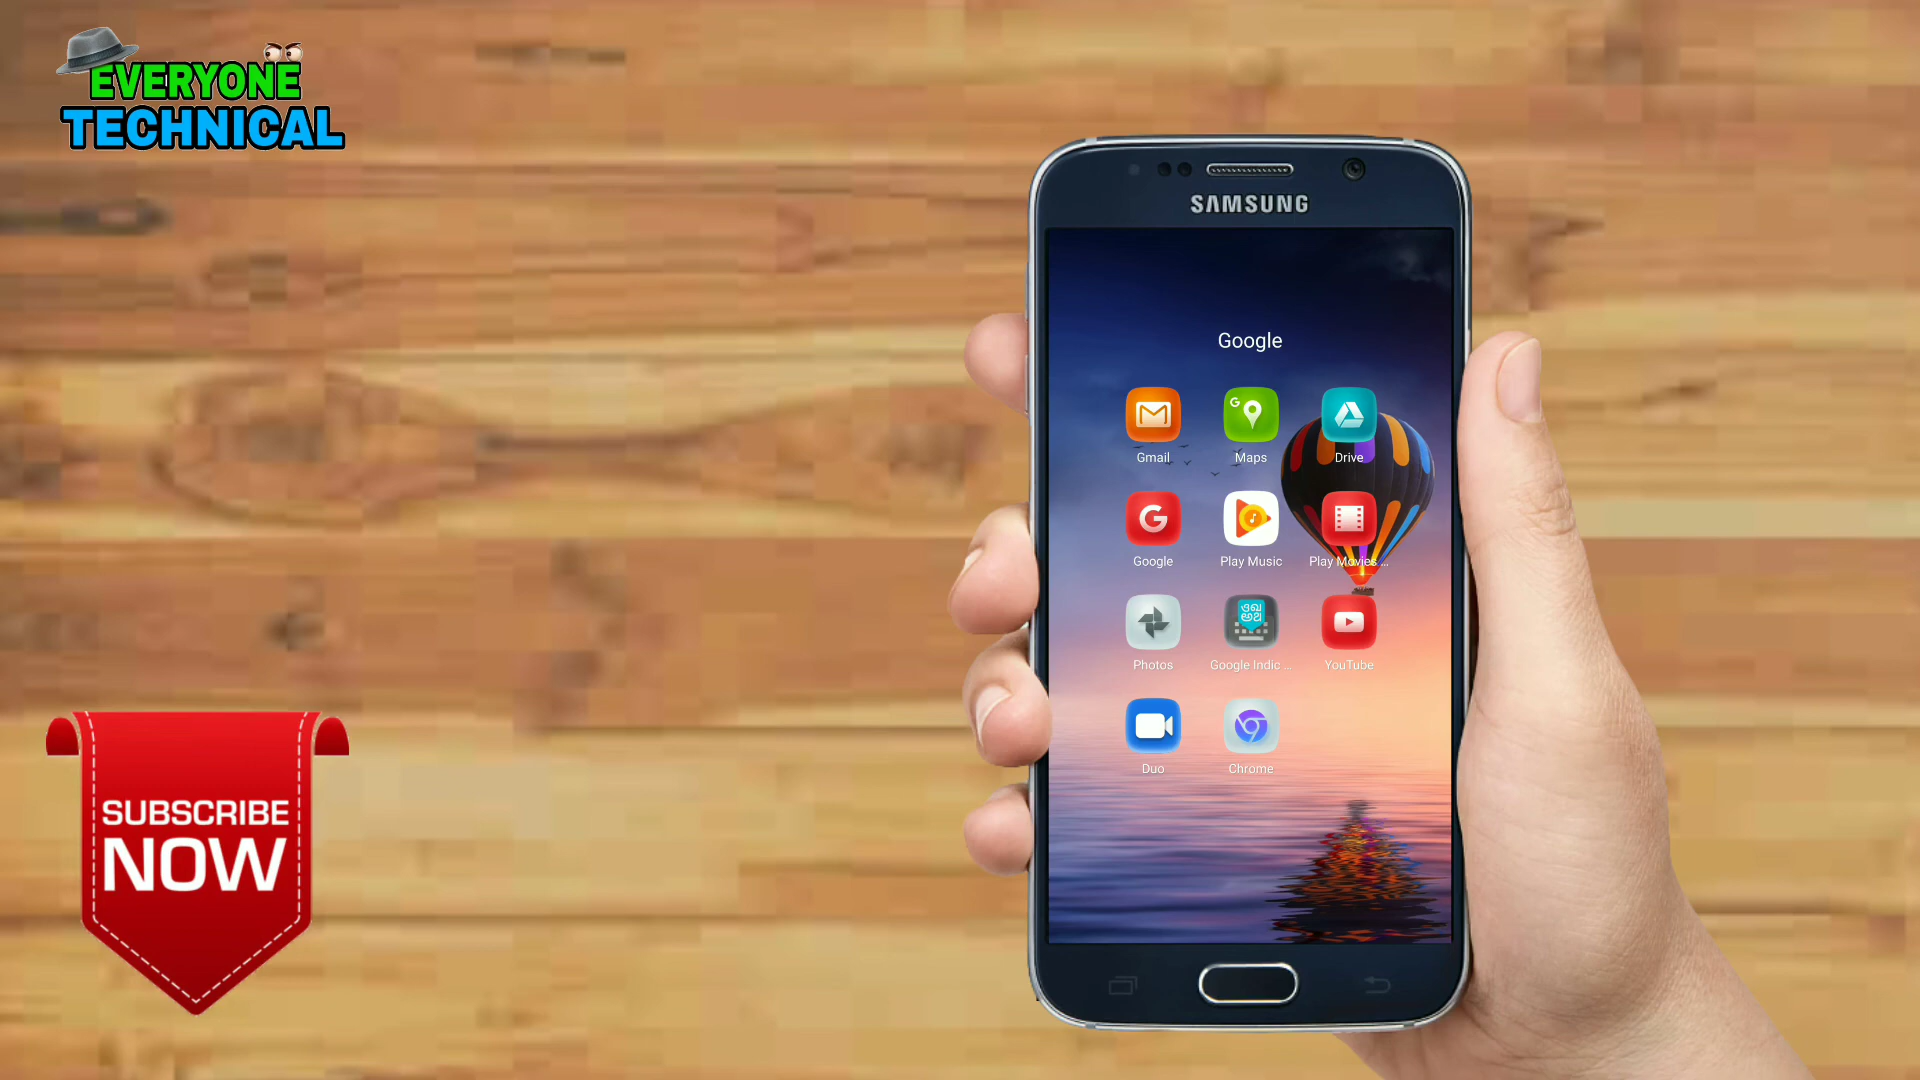 EVERYONE
TECHNICAL
SAMSUNG
Google
Gmail
Maps
Drive
Google
Play Music
Play Movies ...
Photos
Google Indic ...
YouTube
Duo
Chrome
SUBSCRIBE
NOW